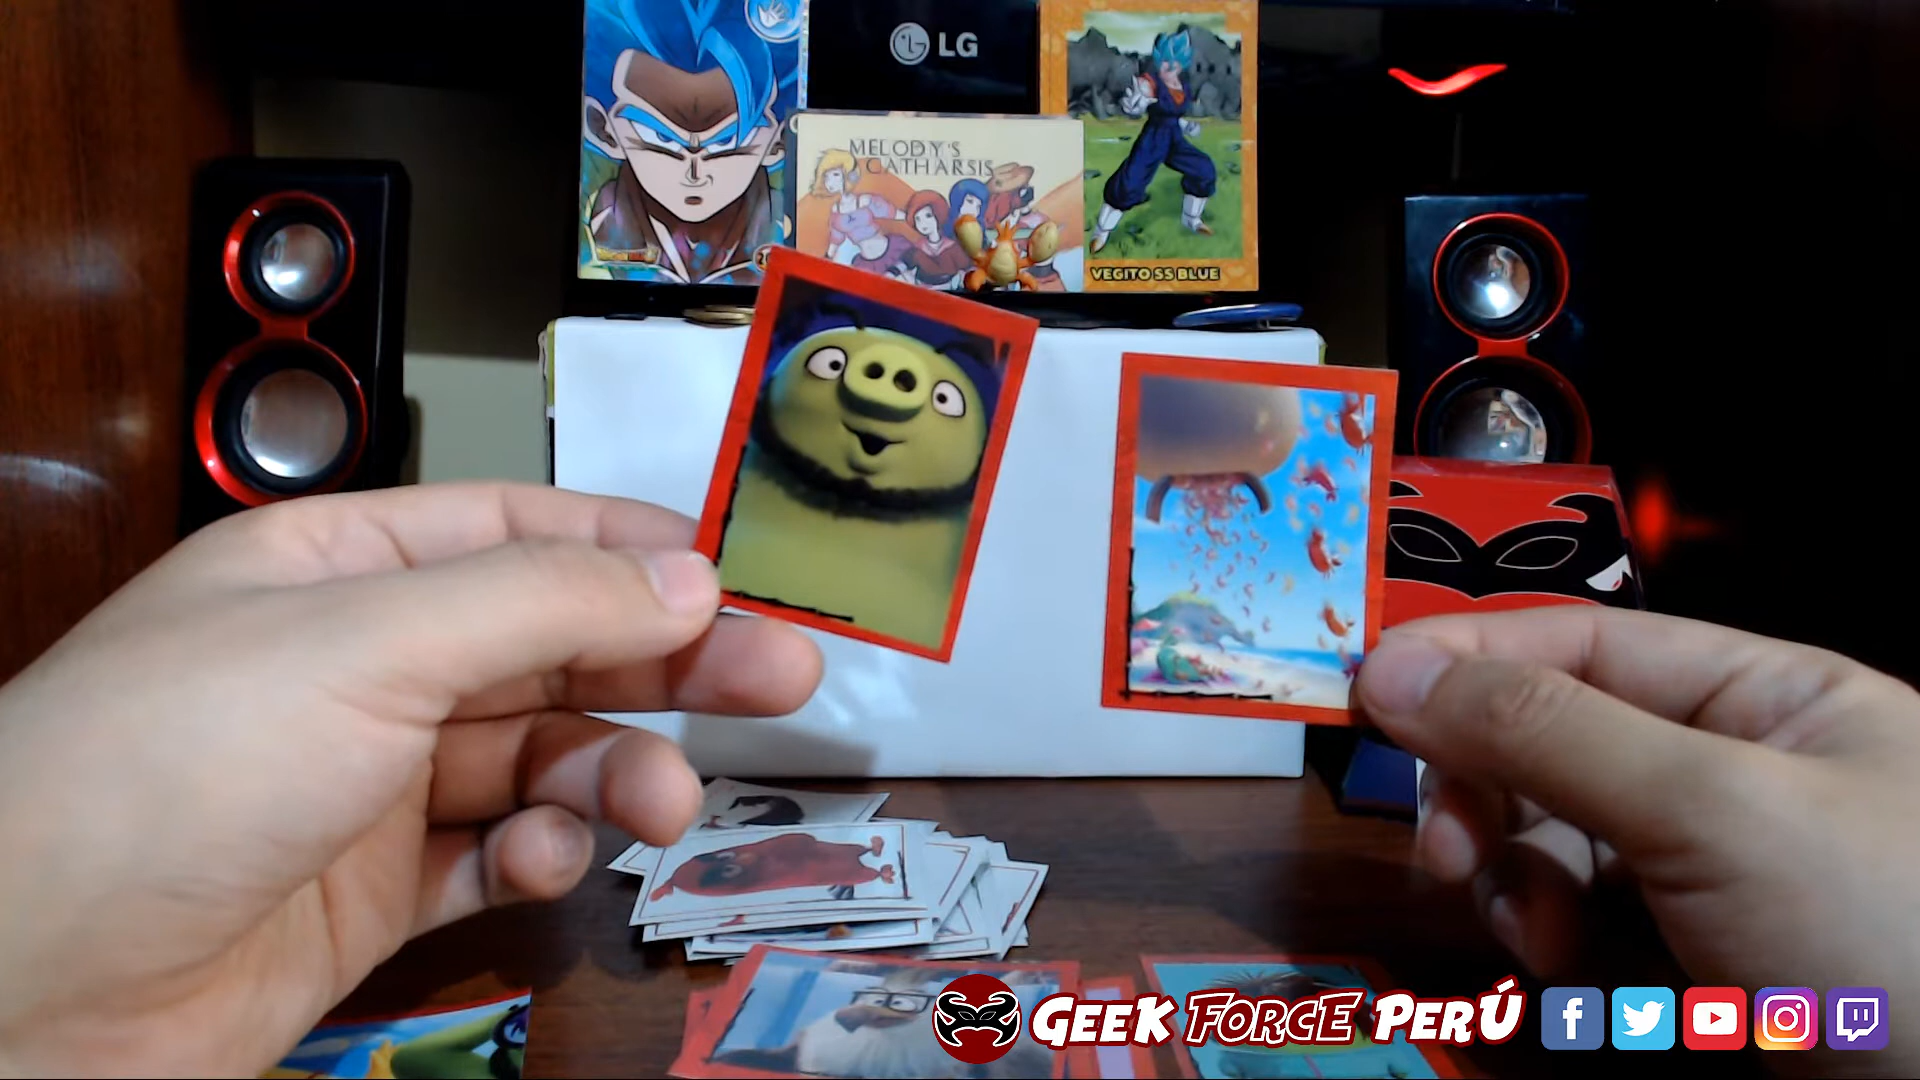 LG
MELODY'S
CATHARSIS
VEGITO SS BLUE
GEEK FORCE PERÚ